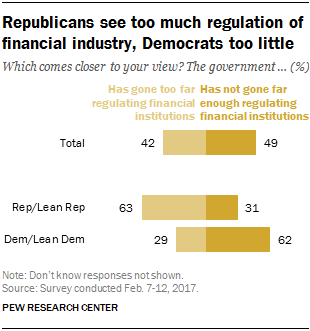 Republicans see too much regulation of
financial industry, Democrats too little
Which comes closer to your view? The government ... (%)
Has gone too far
regulating financial
institutions
Has not gone far
enough regulating
financial institutions
Total 42 49
Rep/Lean Rep 63 31
Dem/Lean Dem 29 62
Note: Don't know responses not shown.
Source: Survey conducted Feb. 7-12, 2017.
PEW RESEARCH CENTER